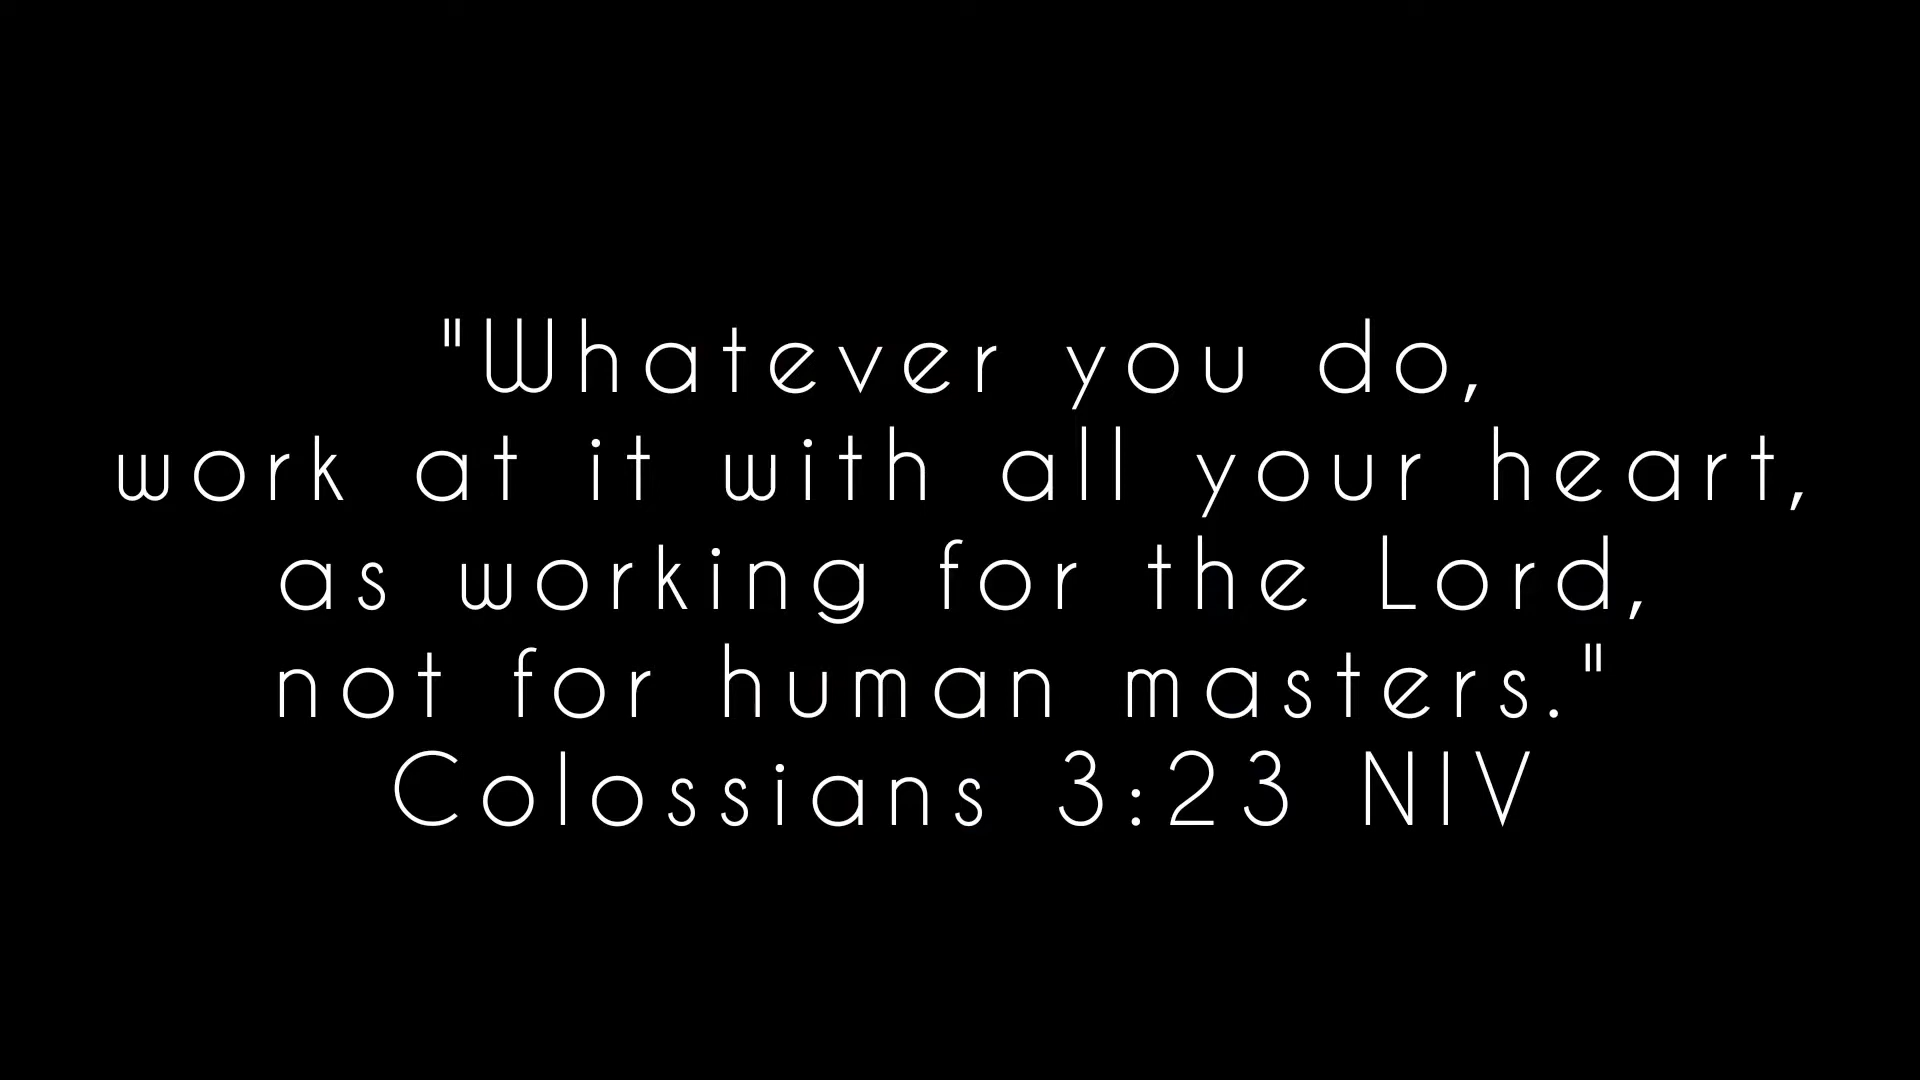 "Whatever you do,
work at it with all your heart,
as working for the Lord,
not for human masters."
Colossians 3:23 NIV